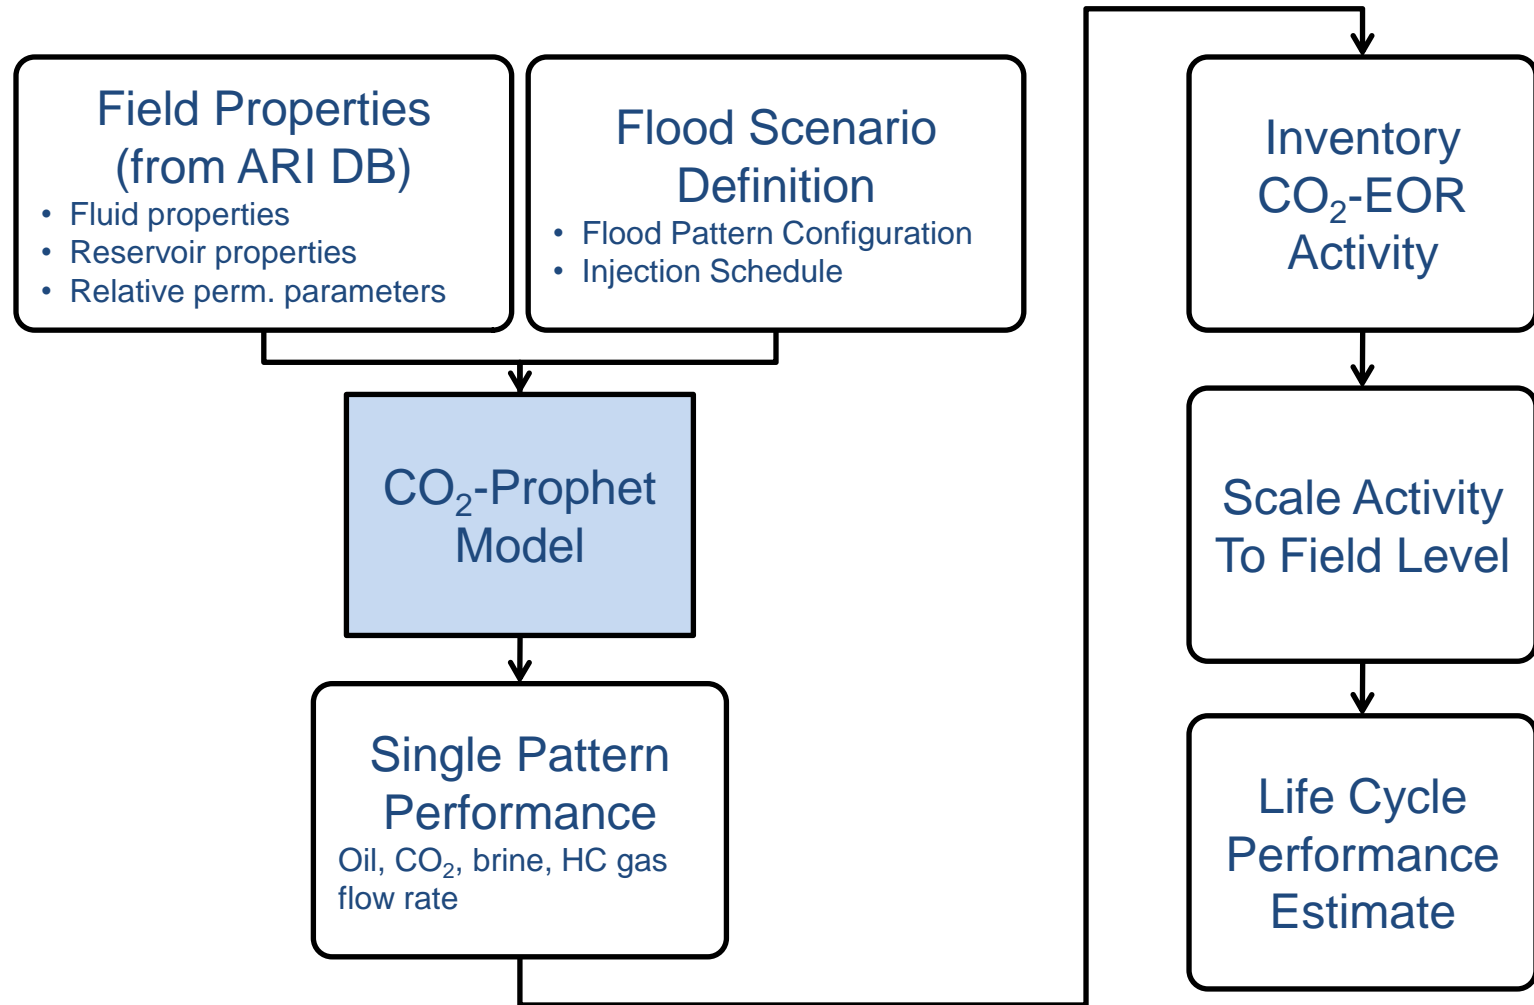 Field Properties
(from ARI DB)
• Fluid properties
• Reservoir properties
• Relative perm. parameters
Flood Scenario
Definition
• Flood Pattern Configuration
• Injection Schedule
CO₂-Prophet
Model
Single Pattern
Performance
Oil, CO₂, brine, HC gas
flow rate
Inventory
CO₂-EOR
Activity
Scale Activity
To Field Level
Life Cycle
Performance
Estimate